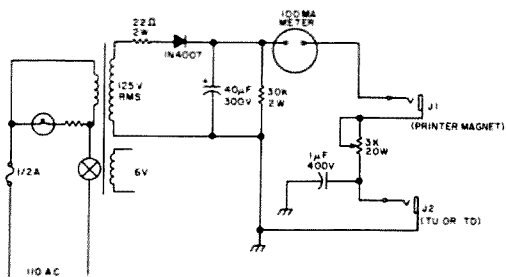 100 MA
METER
22Ω
2W
1N4007
125V
RMS
40µF
300V
30K
2W
J1
(PRINTER MAGNET)
3K
20W
1µF
400V
6V
1/2A
J2
(TU OR TD)
110 AC